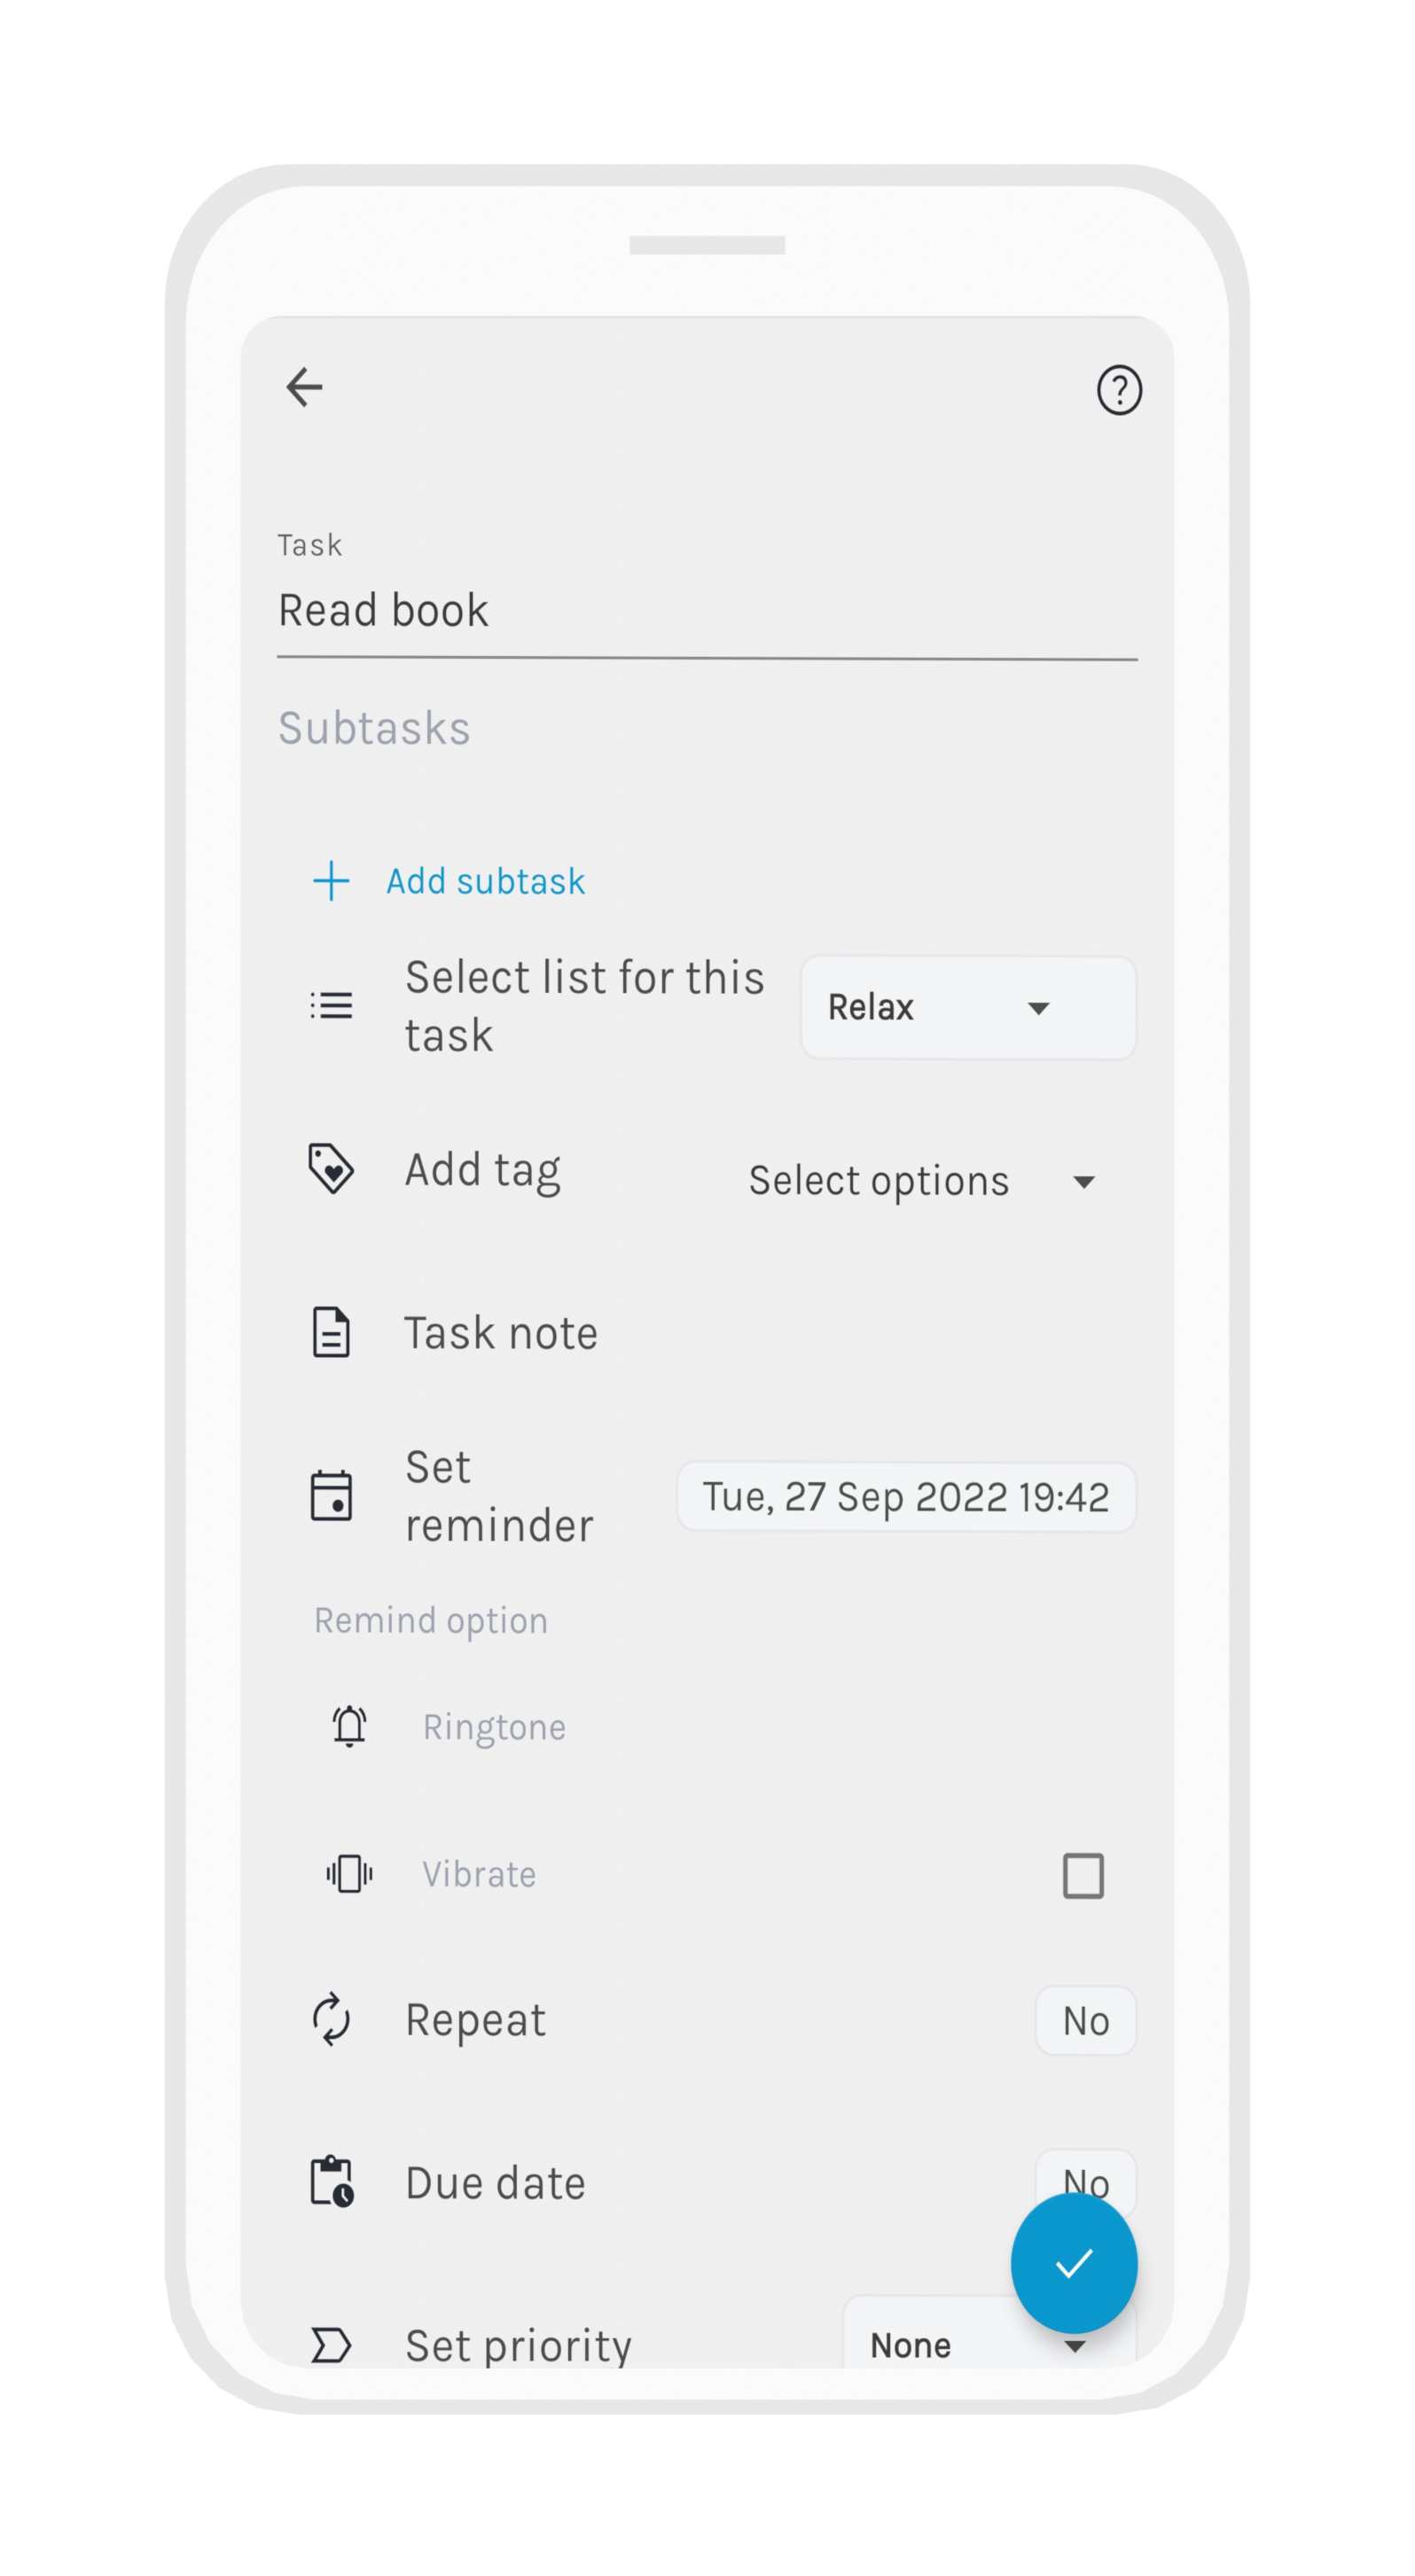 ?
Task
Read book
Subtasks
Add subtask
Select list for this
task
Relax
Add tag
Select options
Task note
Set
reminder
Tue, 27 Sep 2022 19:42
Remind option
Ringtone
Vibrate
Repeat
No
Due date
No
Set priority
None